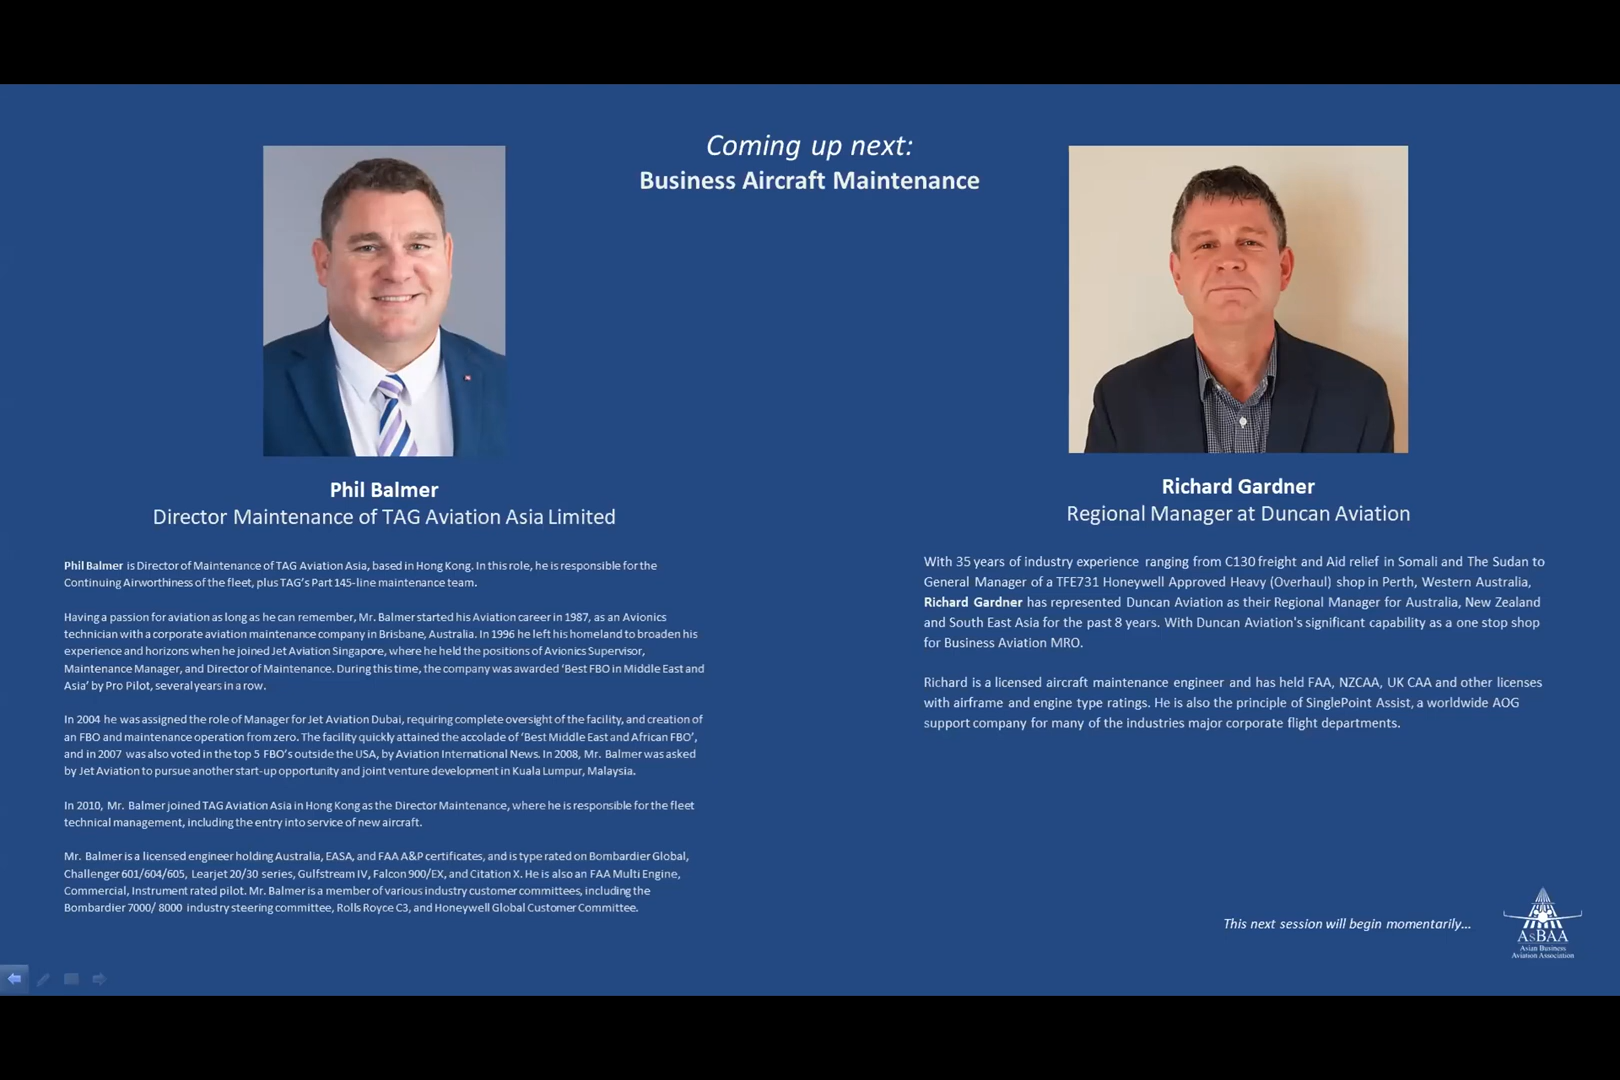 Coming up next:
Business Aircraft Maintenance
Phil Balmer
Director Maintenance of TAG Aviation Asia Limited
Phil Balmer is Director of Maintenance of TAG Aviation Asia, based in Hong Kong. In this role, he is responsible for the
Continuing Airworthiness of the fleet, plus TAG's Part 145-line maintenance team.
Having a passion for aviation as long as he can remember, Mr. Balmer started his Aviation career in 1987, as an Avionics
technician with a corporate aviation maintenance company in Brisbane, Australia. In 1996 he left his homeland to broaden his
experience and horizons when he joined Jet Aviation Singapore, where he held the positions of Avionics Supervisor,
Maintenance Manager, and Director of Maintenance. During this time, the company was awarded 'Best FBO in Middle East and
Asia' by Pro Pilot, several years in a row.
In 2004 he was assigned the role of Manager for Jet Aviation Dubai, requiring complete oversight of the facility, and creation of
an FBO and maintenance operation from zero. The facility quickly attained the accolade of 'Best Middle East and African FBO',
and in 2007 was also voted in the top 5 FBO's outside the USA, by Aviation International News. In 2008, Mr. Balmer was asked
by Jet Aviation to pursue another start-up opportunity and joint venture development in Kuala Lumpur, Malaysia.
In 2010, Mr. Balmer joined TAG Aviation Asia in Hong Kong as the Director Maintenance, where he is responsible for the fleet
technical management, including the entry into service of new aircraft.
Mr. Balmer is a licensed engineer holding Australia, EASA, and FAA A&P certificates, and is type rated on Bombardier Global,
Challenger 601/604/605, Learjet 20/30 series, Gulfstream IV, Falcon 900/EX, and Citation X. He is also an FAA Multi Engine,
Commercial, Instrument rated pilot. Mr. Balmer is a member of various industry customer committees, including the
Bombardier 7000/ 8000 industry steering committee, Rolls Royce C3, and Honeywell Global Customer Committee.
Richard Gardner
Regional Manager at Duncan Aviation
With 35 years of industry experience ranging from C130 freight and Aid relief in Somali and The Sudan to
General Manager of a TFE731 Honeywell Approved Heavy (Overhaul) shop in Perth, Western Australia,
Richard Gardner has represented Duncan Aviation as their Regional Manager for Australia, New Zealand
and South East Asia for the past 8 years. With Duncan Aviation's significant capability as a one stop shop
for Business Aviation MRO.
Richard is a licensed aircraft maintenance engineer and has held FAA, NZCAA, UK CAA and other licenses
with airframe and engine type ratings. He is also the principle of SinglePoint Assist, a worldwide AOG
support company for many of the industries major corporate flight departments.
This next session will begin momentarily...
AsBAA
Asian Business
Aviation Association